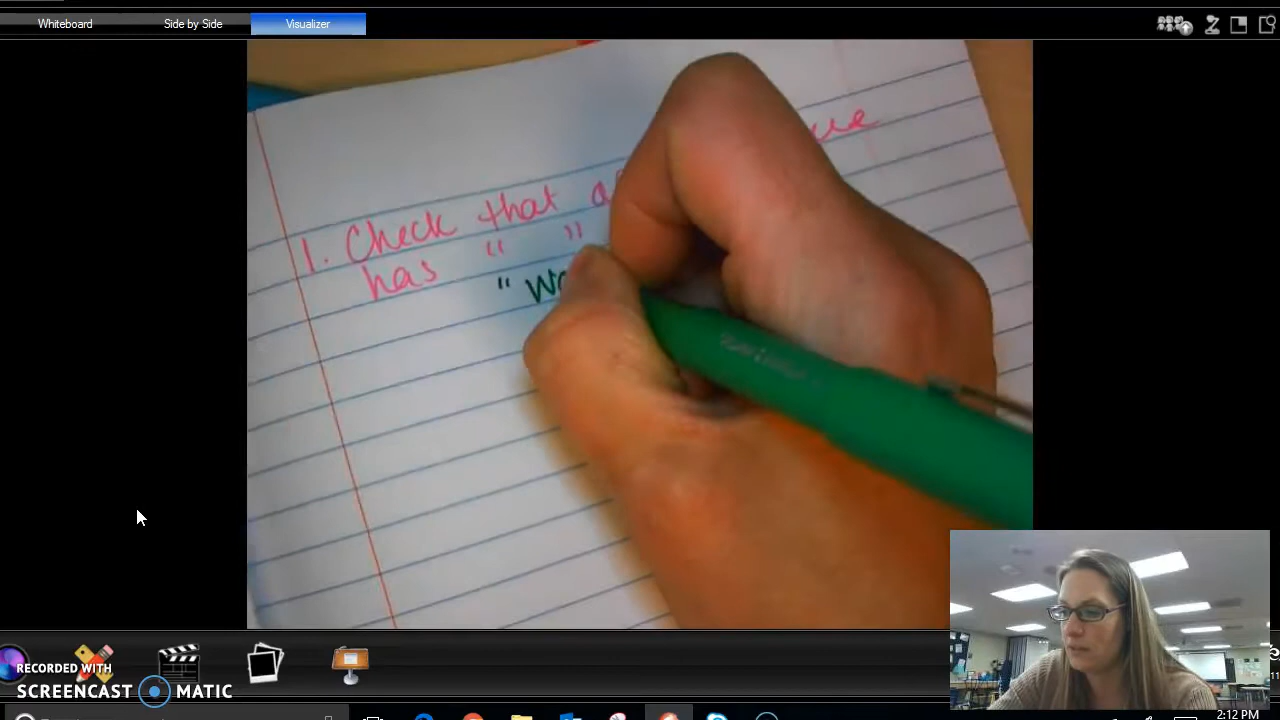 Whiteboard Side by Side Visualizer
1. Check that
has " "
"
RECORDED WITH
SCREENCAST MATIC
2:12 PM